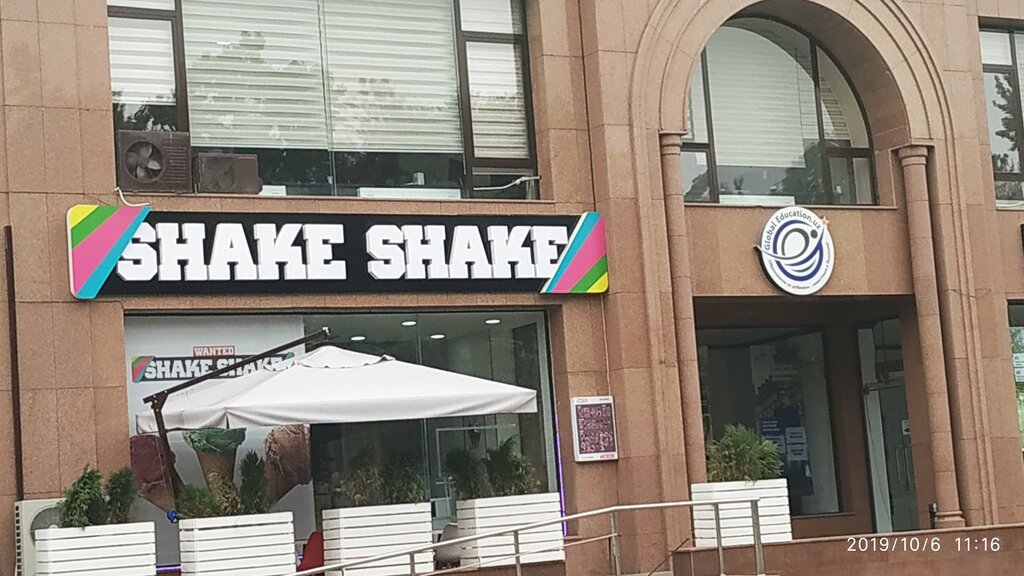 SHAKE SHAKE
Global Education.uz
WANTED
SHAKE SHAKE
2019/10/6 11:16